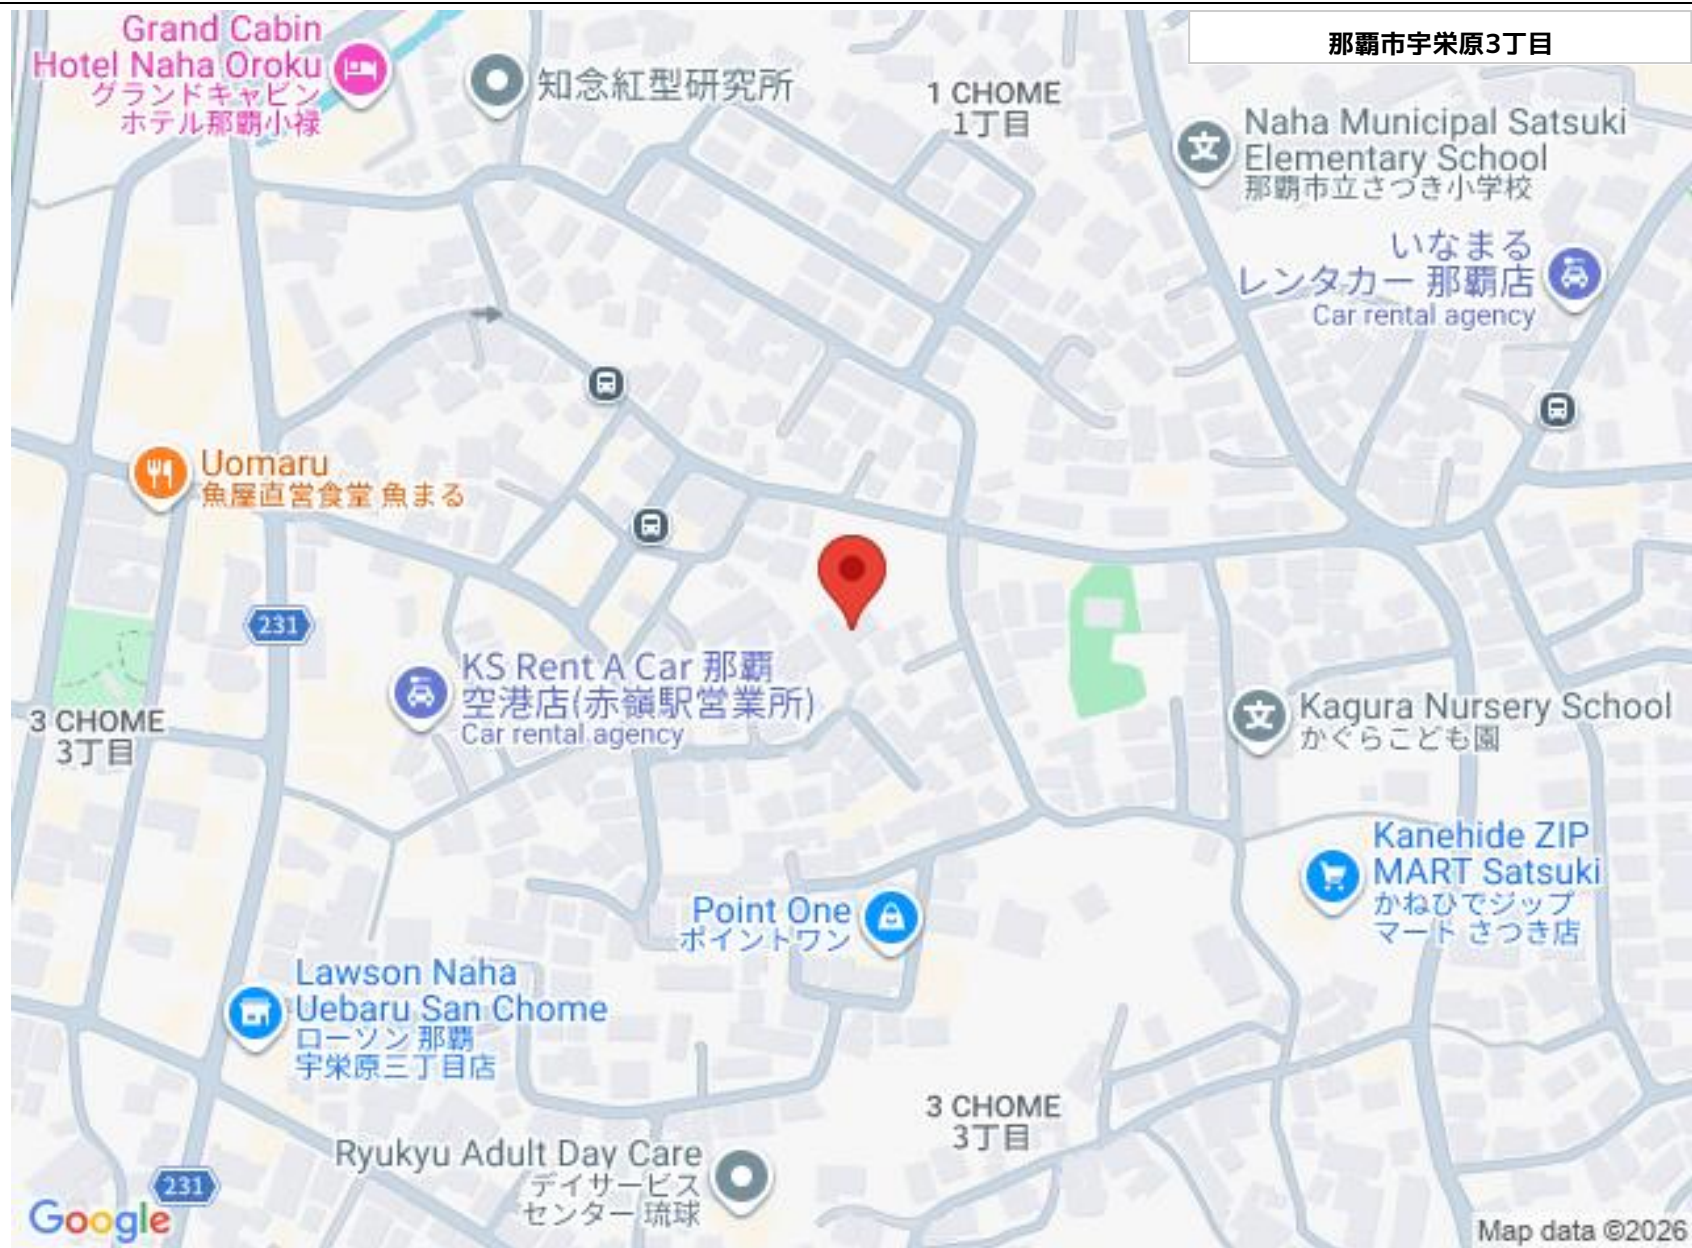 那覇市宇栄原3丁目
Grand Cabin
Hotel Naha Oroku
グランドキャビン
ホテル那覇小禄
知念紅型研究所
1 CHOME
1丁目
Naha Municipal Satsuki
Elementary School
那覇市立さつき小学校
いなまる
レンタカー 那覇店
Car rental agency
Uomaru
魚屋直営食堂 魚まる
231
KS Rent A Car 那覇
空港店(赤嶺駅営業所)
Car rental agency
3 CHOME
3丁目
Kagura Nursery School
かぐらこども園
Kanehide ZIP
MART Satsuki
かねひでジップ
マート さつき店
Point One
ポイントワン
Lawson Naha
Uebaru San Chome
ローソン 那覇
宇栄原三丁目店
3 CHOME
3丁目
Ryukyu Adult Day Care
デイサービス
センター 琉球
231
Google
Map data ©2026